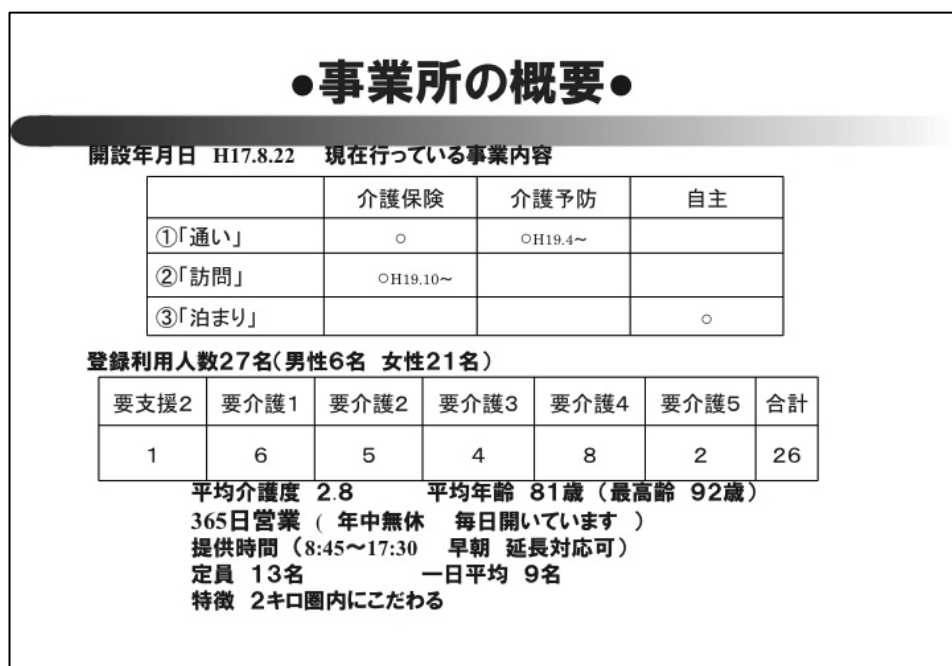 ●事業所の概要●
開設年月日 H17.8.22 現在行っている事業内容
介護保険 介護予防 自主
①「通い」 ○ ○H19.4~
②「訪問」 ○H19.10~
③「泊まり」 ○
登録利用人数27名(男性6名 女性21名)
要支援2 要介護1 要介護2 要介護3 要介護4 要介護5 合計
1 6 5 4 8 2 26
平均介護度 2.8 平均年齢 81歳 (最高齢 92歳)
365日営業 ( 年中無休 毎日開いています )
提供時間 (8:45~17:30 早朝 延長対応可)
定員 13名 一日平均 9名
特徴 2キロ圏内にこだわる